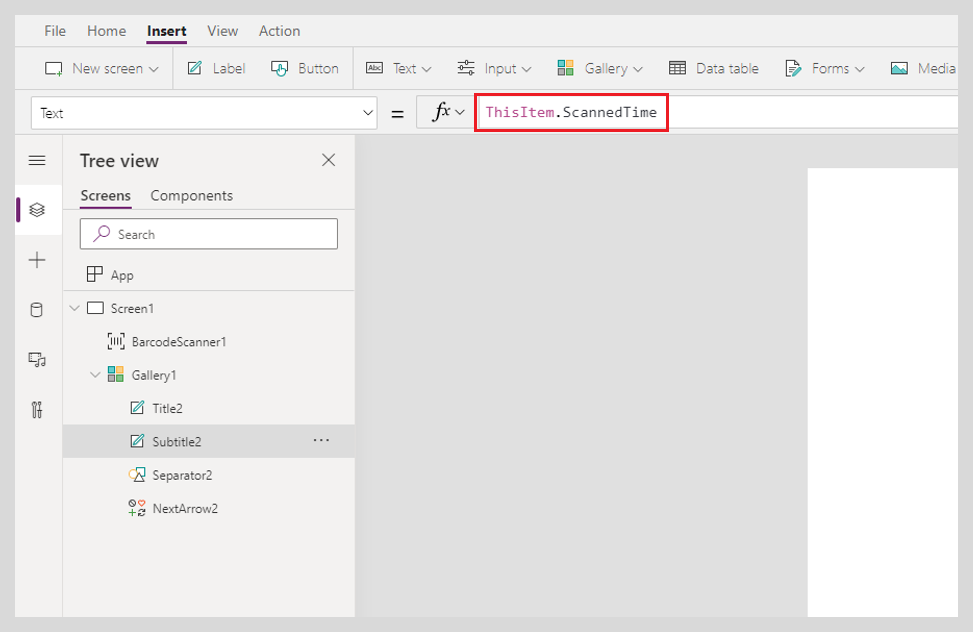 File Home Insert View Action
New screen Label Button Abc Text Input Gallery Data table Forms Media
Text = fx ThisItem.ScannedTime
Tree view
Screens Components
Search
App
Screen1
BarcodeScanner1
Gallery1
Title2
Subtitle2 ...
Separator2
NextArrow2